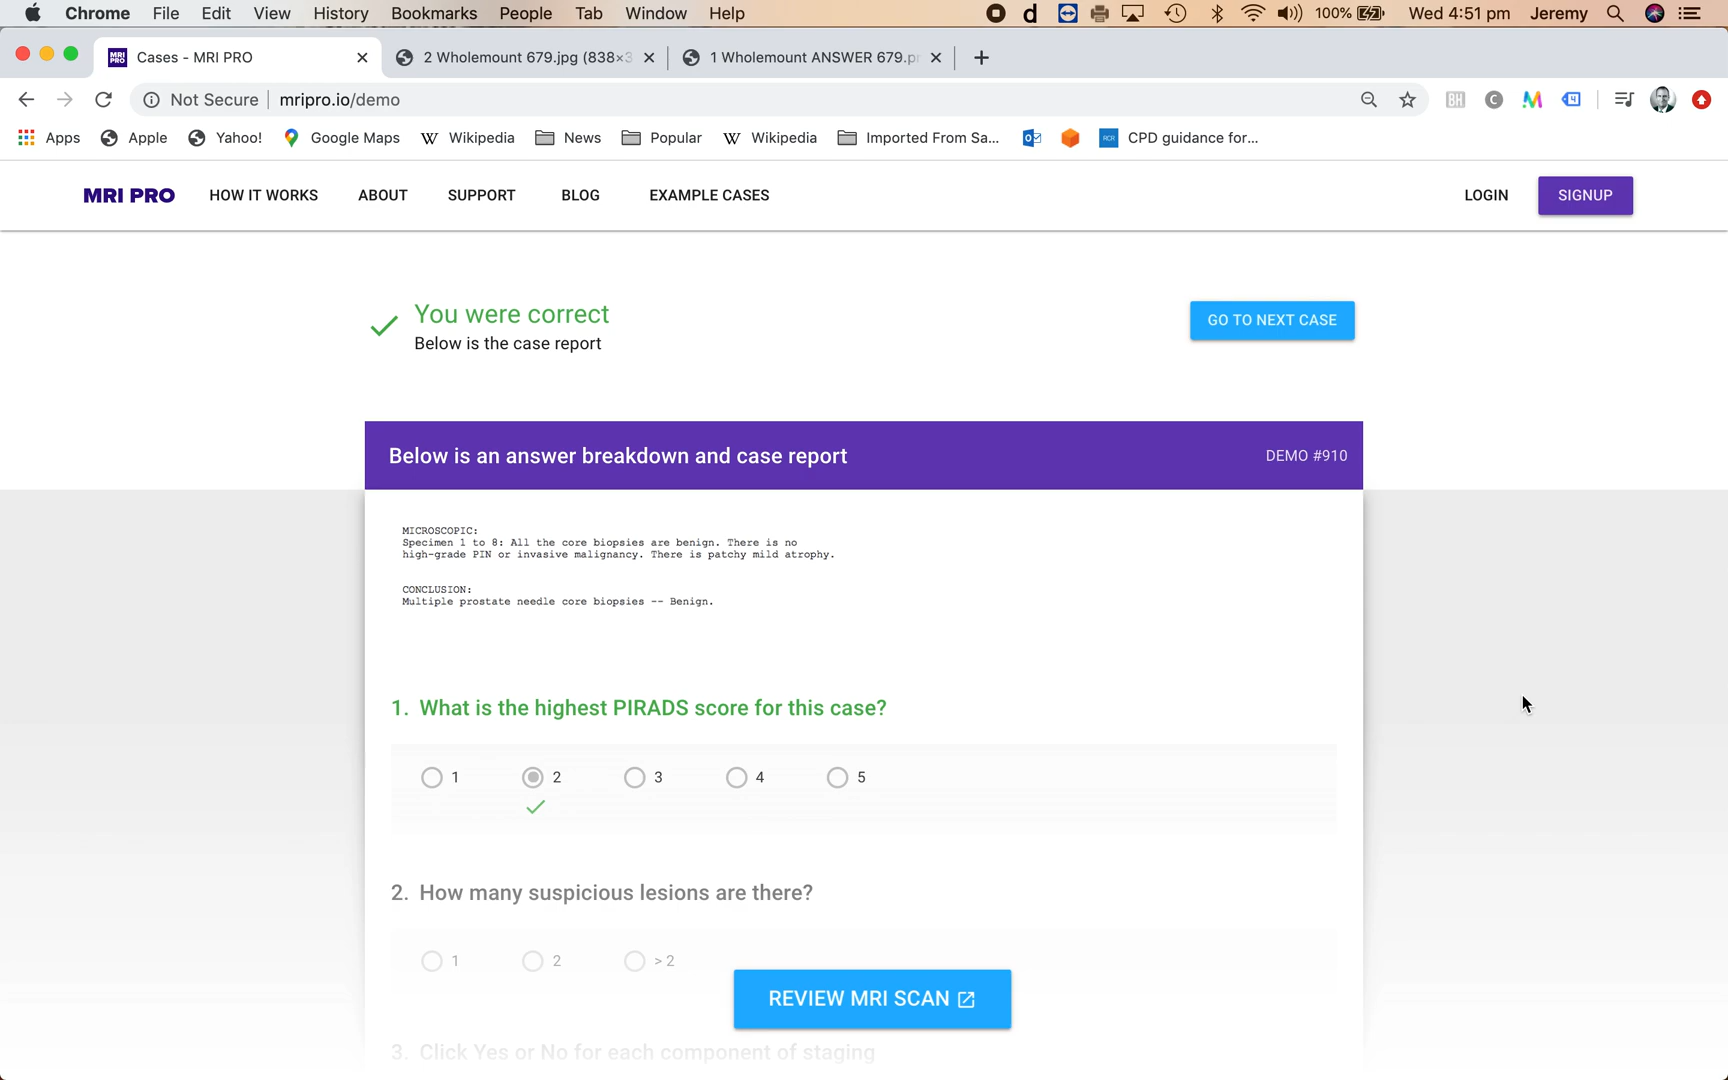 Chrome File Edit View History Bookmarks People Tab Window Help 100% Wed 4:51 pm Jeremy
Cases - MRI PRO 2 Wholemount 679.jpg (838×3 1 Wholemount ANSWER 679.pr
Not Secure mripro.io/demo
Apps Apple Yahoo! Google Maps Wikipedia News Popular Wikipedia Imported From Sa... CPD guidance for...
MRI PRO HOW IT WORKS ABOUT SUPPORT BLOG EXAMPLE CASES LOGIN SIGNUP
You were correct
Below is the case report
GO TO NEXT CASE
Below is an answer breakdown and case report DEMO #910
MICROSCOPIC:
Specimen 1 to 8: All the core biopsies are benign. There is no
high-grade PIN or invasive malignancy. There is patchy mild atrophy.
CONCLUSION:
Multiple prostate needle core biopsies -- Benign.
1. What is the highest PIRADS score for this case?
1 2 3 4 5
2. How many suspicious lesions are there?
1 2 > 2
REVIEW MRI SCAN
3. Click Yes or No for each component of staging